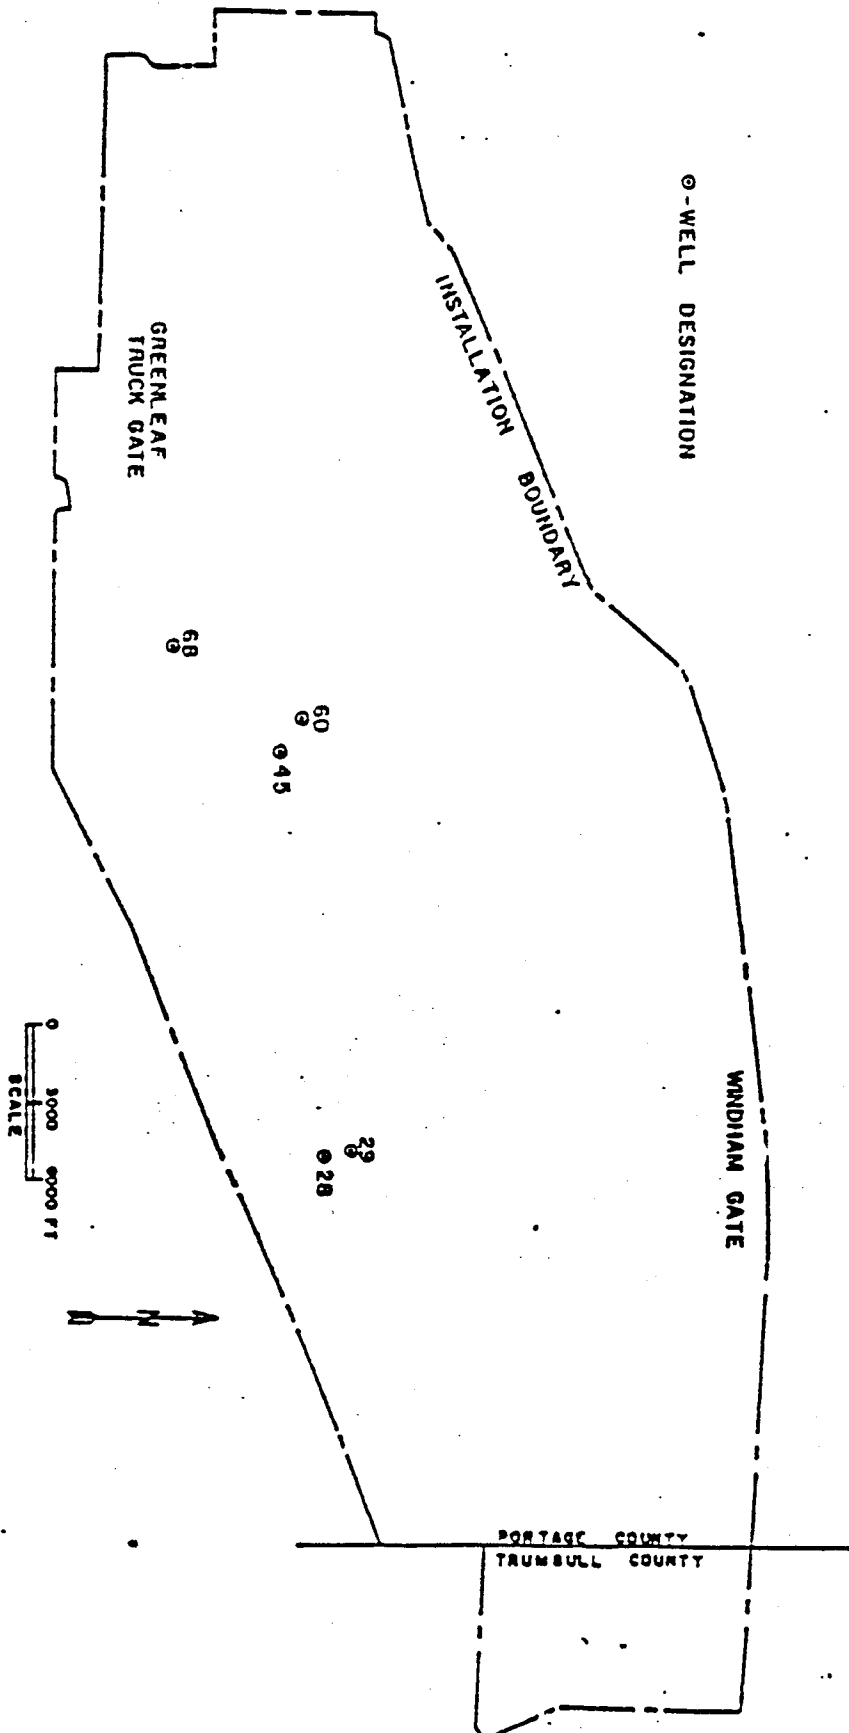 ⊙-WELL DESIGNATION
INSTALLATION BOUNDARY
GREENLEAF
TRUCK GATE
68
60
45
WINDHAM GATE
29
28
0 3000 6000 FT
SCALE
N
PORTAGE COUNTY
TRUMBULL COUNTY